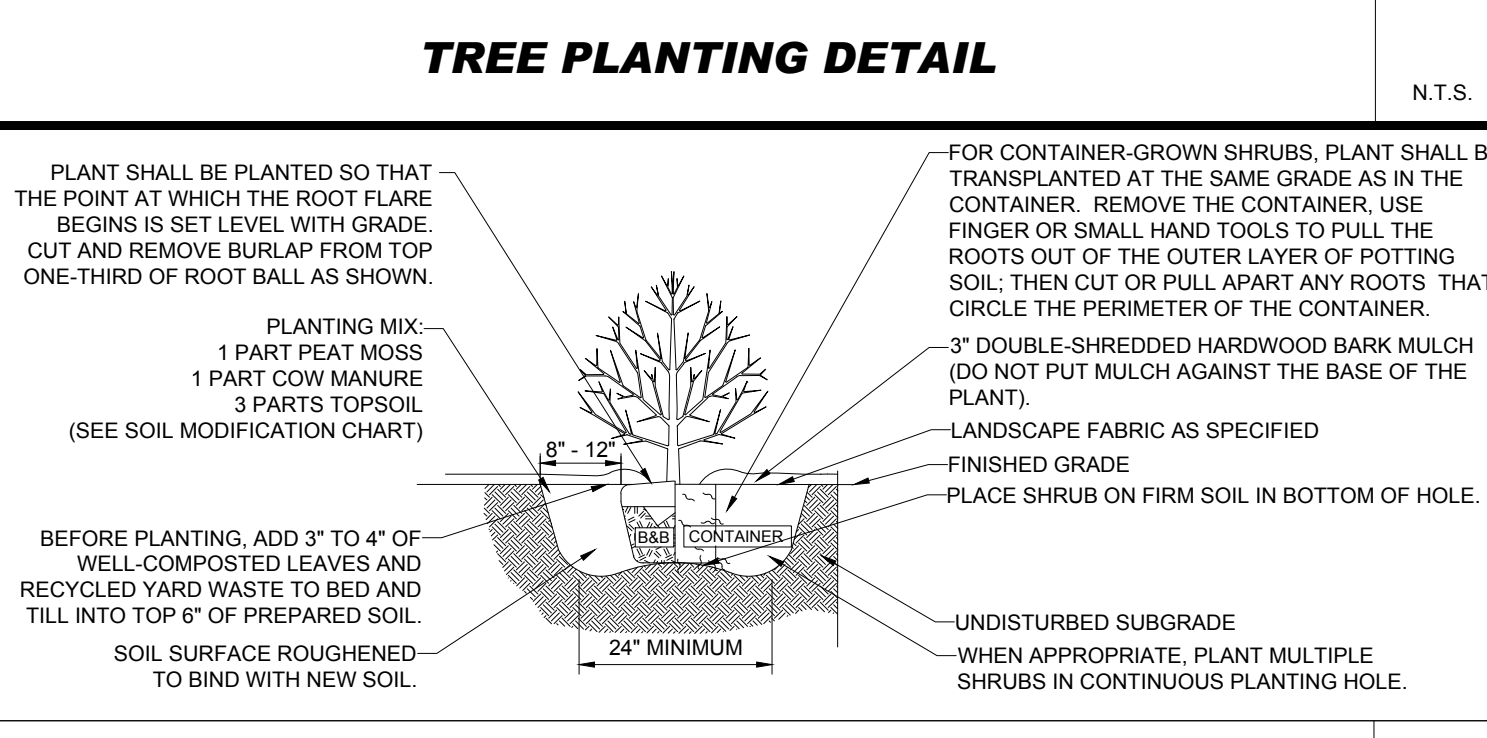 TREE PLANTING DETAIL
N.T.S.
PLANT SHALL BE PLANTED SO THAT
THE POINT AT WHICH THE ROOT FLARE
BEGINS IS SET LEVEL WITH GRADE.
CUT AND REMOVE BURLAP FROM TOP
ONE-THIRD OF ROOT BALL AS SHOWN.
PLANTING MIX:
1 PART PEAT MOSS
1 PART COW MANURE
3 PARTS TOPSOIL
(SEE SOIL MODIFICATION CHART)
8" - 12"
BEFORE PLANTING, ADD 3" TO 4" OF
WELL-COMPOSTED LEAVES AND
RECYCLED YARD WASTE TO BED AND
TILL INTO TOP 6" OF PREPARED SOIL.
SOIL SURFACE ROUGHENED
TO BIND WITH NEW SOIL.
B&B
CONTAINER
24" MINIMUM
FOR CONTAINER-GROWN SHRUBS, PLANT SHALL
TRANSPLANTED AT THE SAME GRADE AS IN THE
CONTAINER. REMOVE THE CONTAINER, USE
FINGER OR SMALL HAND TOOLS TO PULL THE
ROOTS OUT OF THE OUTER LAYER OF POTTING
SOIL; THEN CUT OR PULL APART ANY ROOTS THAT
CIRCLE THE PERIMETER OF THE CONTAINER.
3" DOUBLE-SHREDDED HARDWOOD BARK MULCH
(DO NOT PUT MULCH AGAINST THE BASE OF THE
PLANT).
LANDSCAPE FABRIC AS SPECIFIED
FINISHED GRADE
PLACE SHRUB ON FIRM SOIL IN BOTTOM OF HOLE.
UNDISTURBED SUBGRADE
WHEN APPROPRIATE, PLANT MULTIPLE
SHRUBS IN CONTINUOUS PLANTING HOLE.